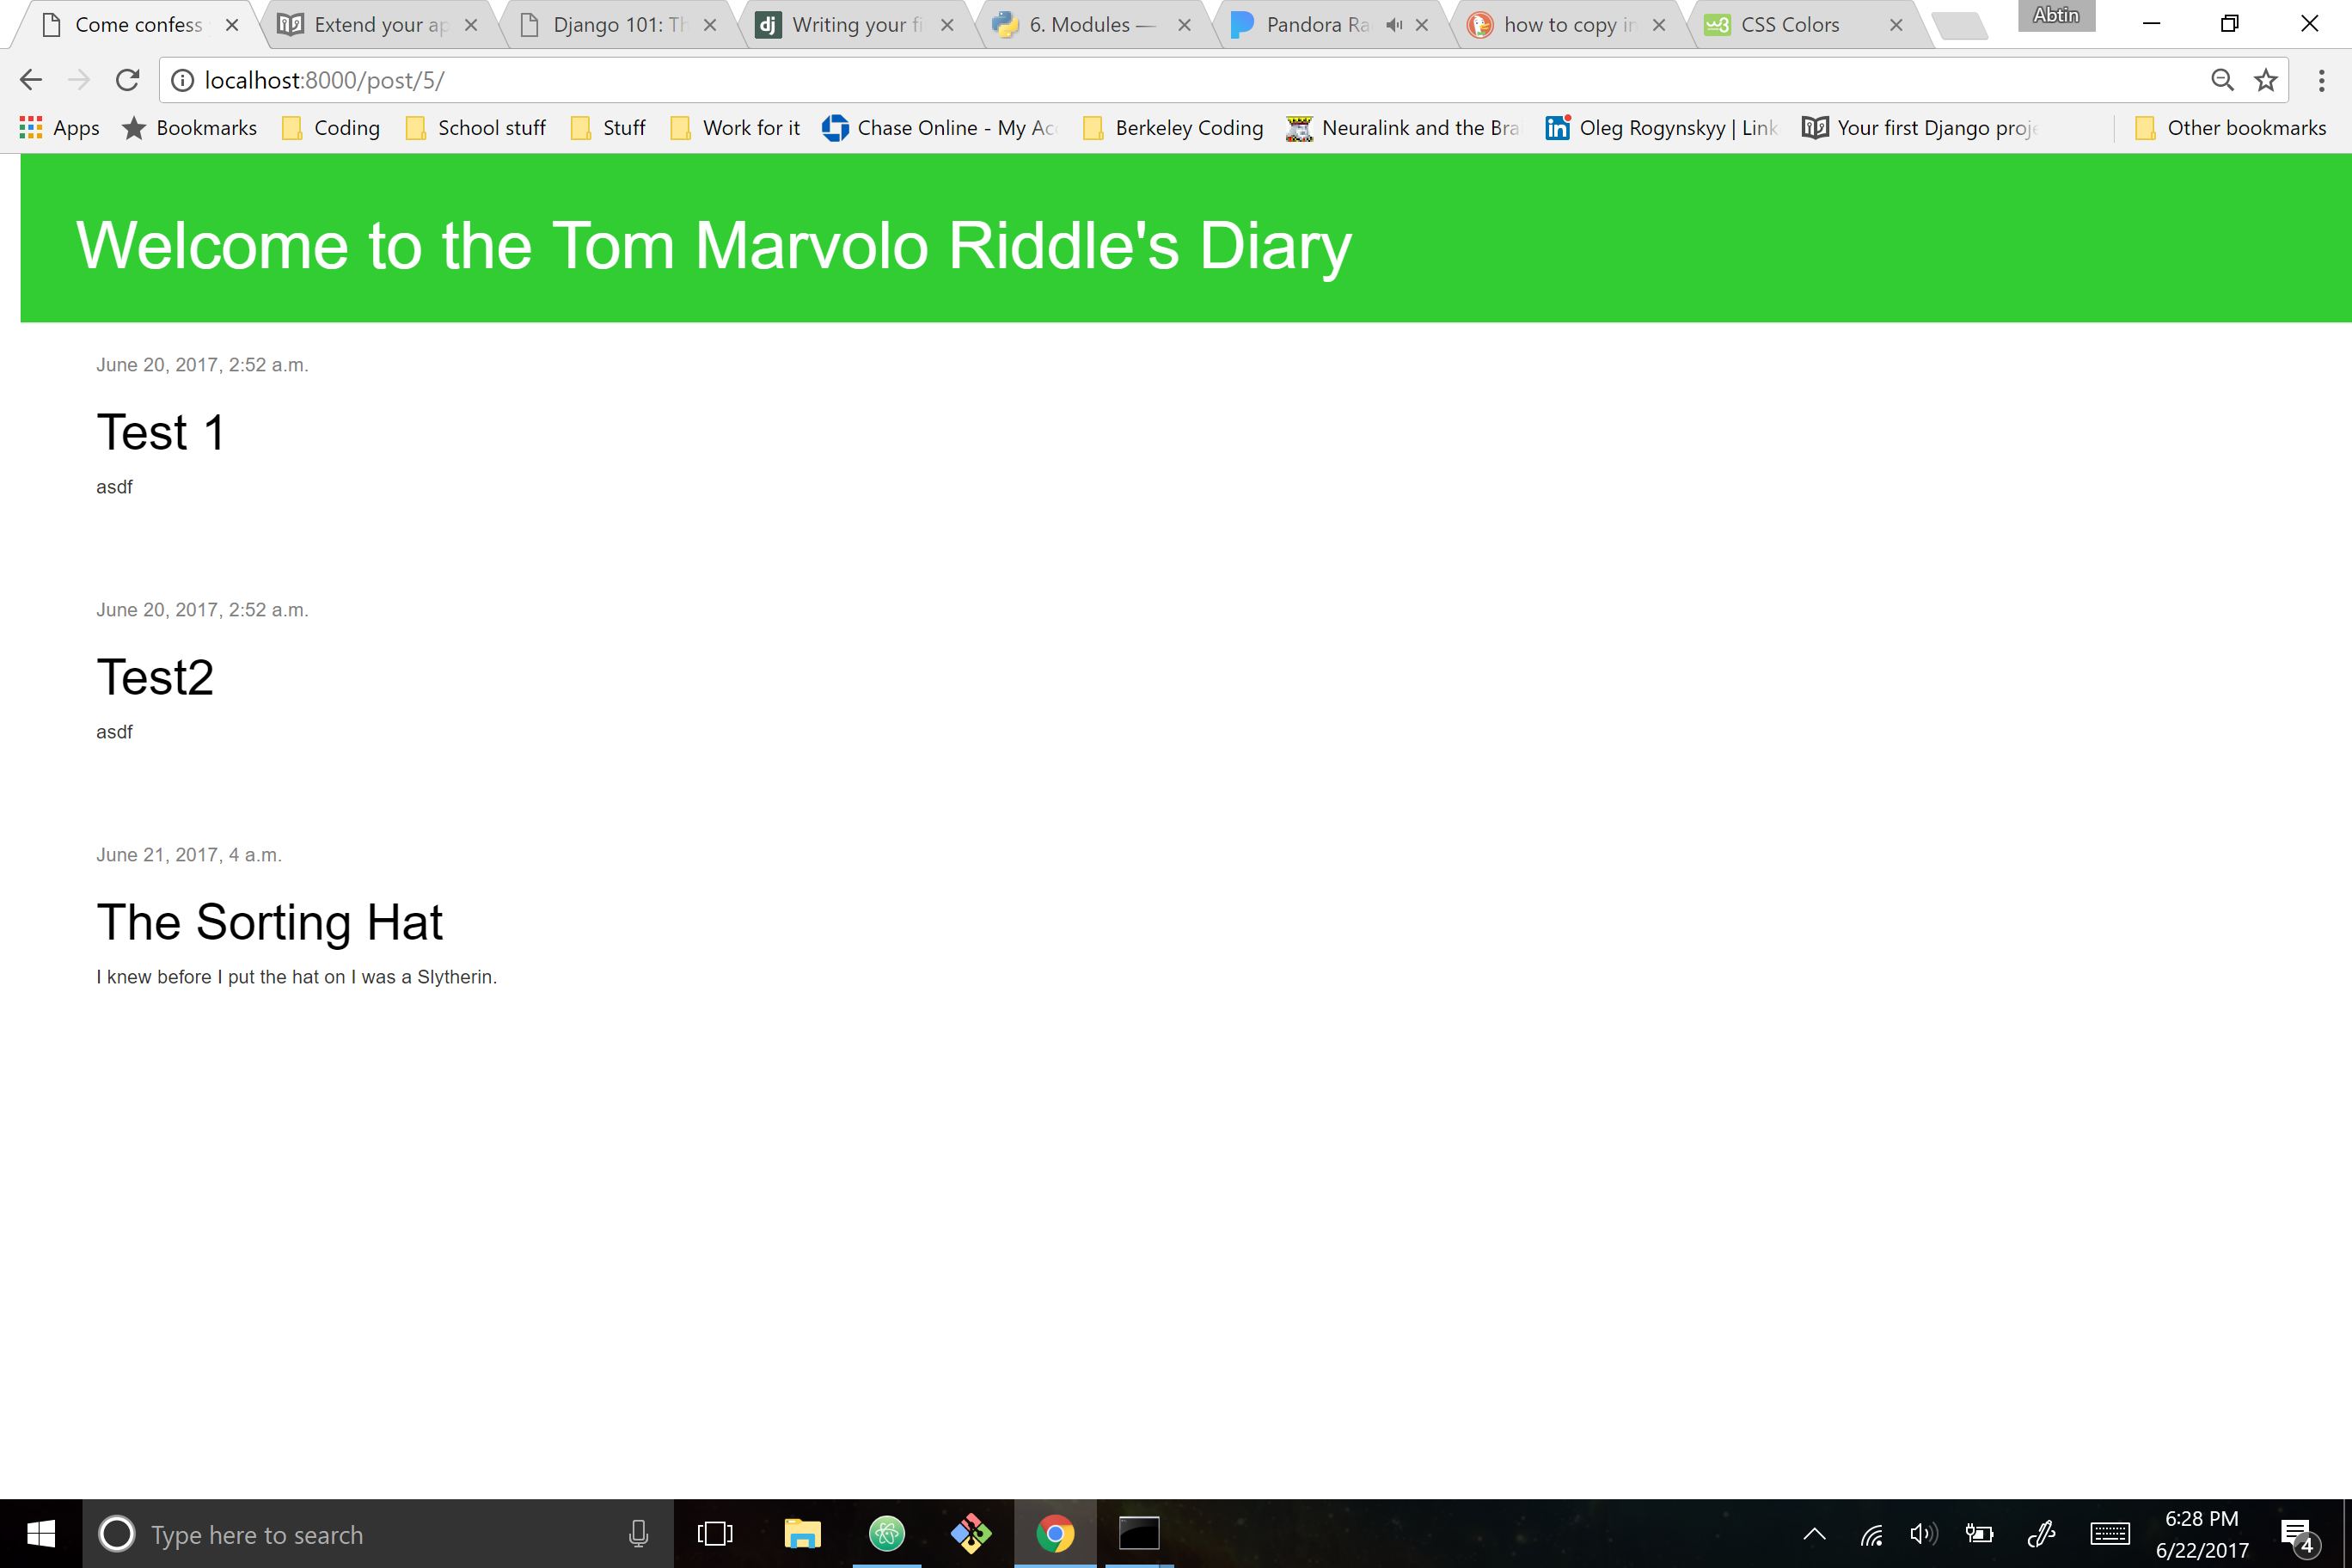 Come confess
Extend your ap
Django 101: Th
Writing your fi
6. Modules —
Pandora Ra
how to copy in
CSS Colors
Abtin
localhost:8000/post/5/
Apps
Bookmarks
Coding
School stuff
Stuff
Work for it
Chase Online - My Acc
Berkeley Coding
Neuralink and the Bra
Oleg Rogynskyy | Link
Your first Django proje
Other bookmarks
Welcome to the Tom Marvolo Riddle's Diary
June 20, 2017, 2:52 a.m.
Test 1
asdf
June 20, 2017, 2:52 a.m.
Test2
asdf
June 21, 2017, 4 a.m.
The Sorting Hat
I knew before I put the hat on I was a Slytherin.
Type here to search
6:28 PM
6/22/2017
4